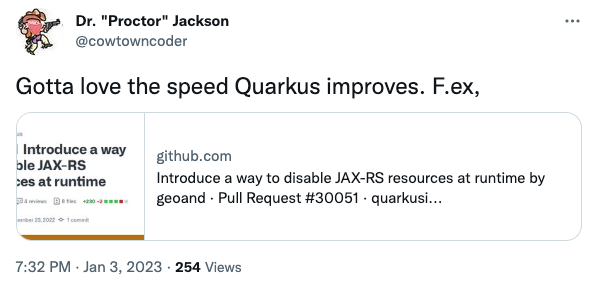 Dr. "Proctor" Jackson
@cowtowncoder
Gotta love the speed Quarkus improves. F.ex,
Introduce a way
ble JAX-RS
ces at runtime
4 reviews 8 files +230 -2
ember 23, 2022 1 commit
github.com
Introduce a way to disable JAX-RS resources at runtime by
geoand · Pull Request #30051 · quarkusi...
7:32 PM · Jan 3, 2023 · 254 Views